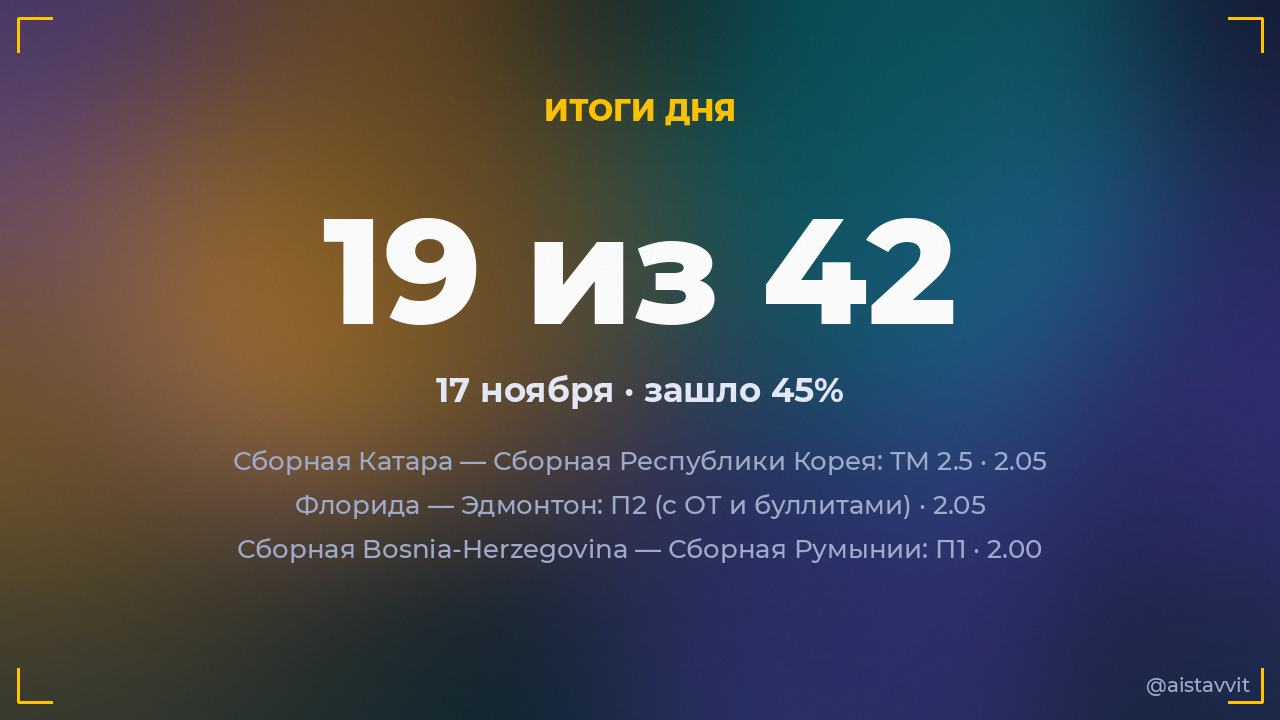 ИТОГИ ДНЯ
19 из 42
17 ноября · зашло 45%
Сборная Катара — Сборная Республики Корея: ТМ 2.5 · 2.05
Флорида — Эдмонтон: П2 (с ОТ и буллитами) · 2.05
Сборная Bosnia-Herzegovina — Сборная Румынии: П1 · 2.00
@aistavvit